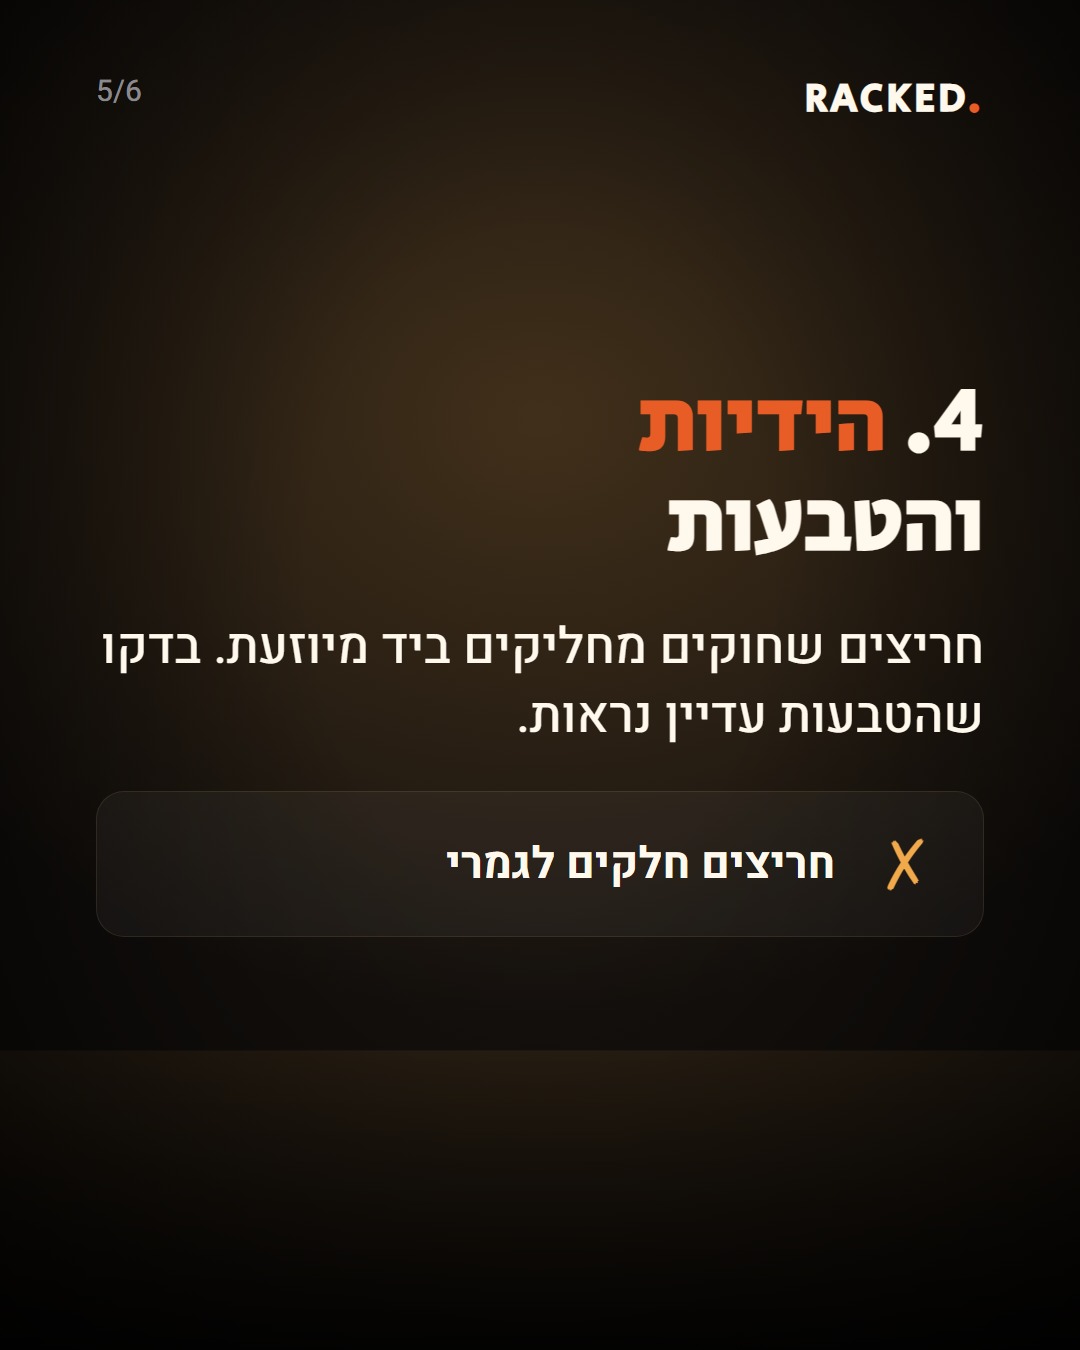 RACKED.
5/6
4. הידיות
והטבעות
חריצים שחוקים מחליקים ביד מיוזעת. בדקו
שהטבעות עדיין נראות.
✗ חריצים חלקים לגמרי